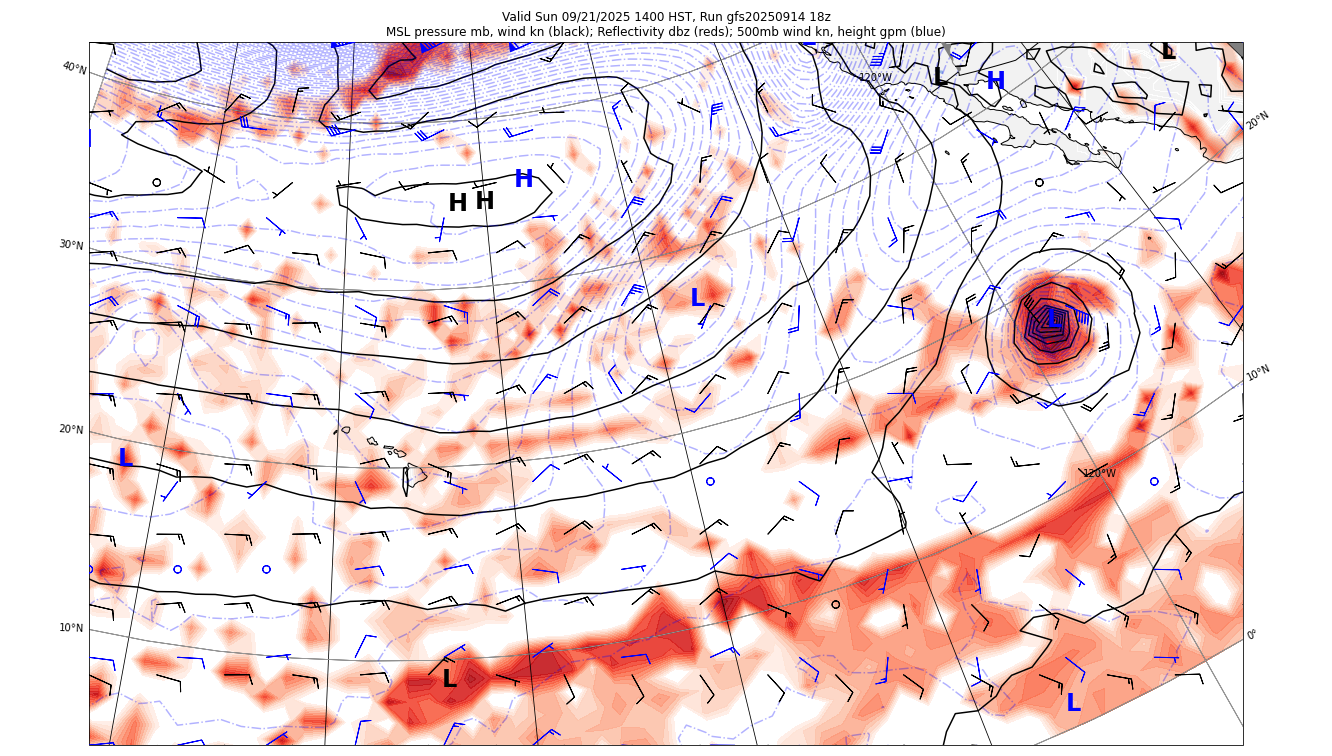 Valid Sun 09/21/2025 1400 HST, Run gfs20250914 18z
MSL pressure mb, wind kn (black); Reflectivity dbz (reds); 500mb wind kn, height gpm (blue)
L
L
120°W
H
40°N
20°N
H
H H
30°N
L
L
10°N
20°N
L
120°W
10°N
0°
L
L